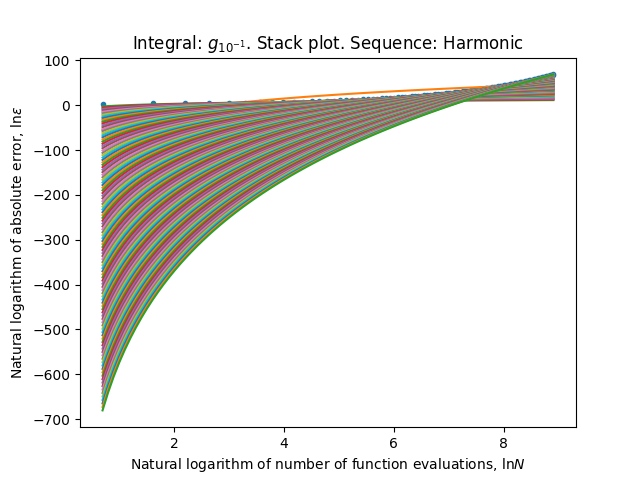 Integral: g₁₀⁻¹. Stack plot. Sequence: Harmonic
Natural logarithm of absolute error, lnε
100
0
−100
−200
−300
−400
−500
−600
−700
2 4 6 8
Natural logarithm of number of function evaluations, lnN